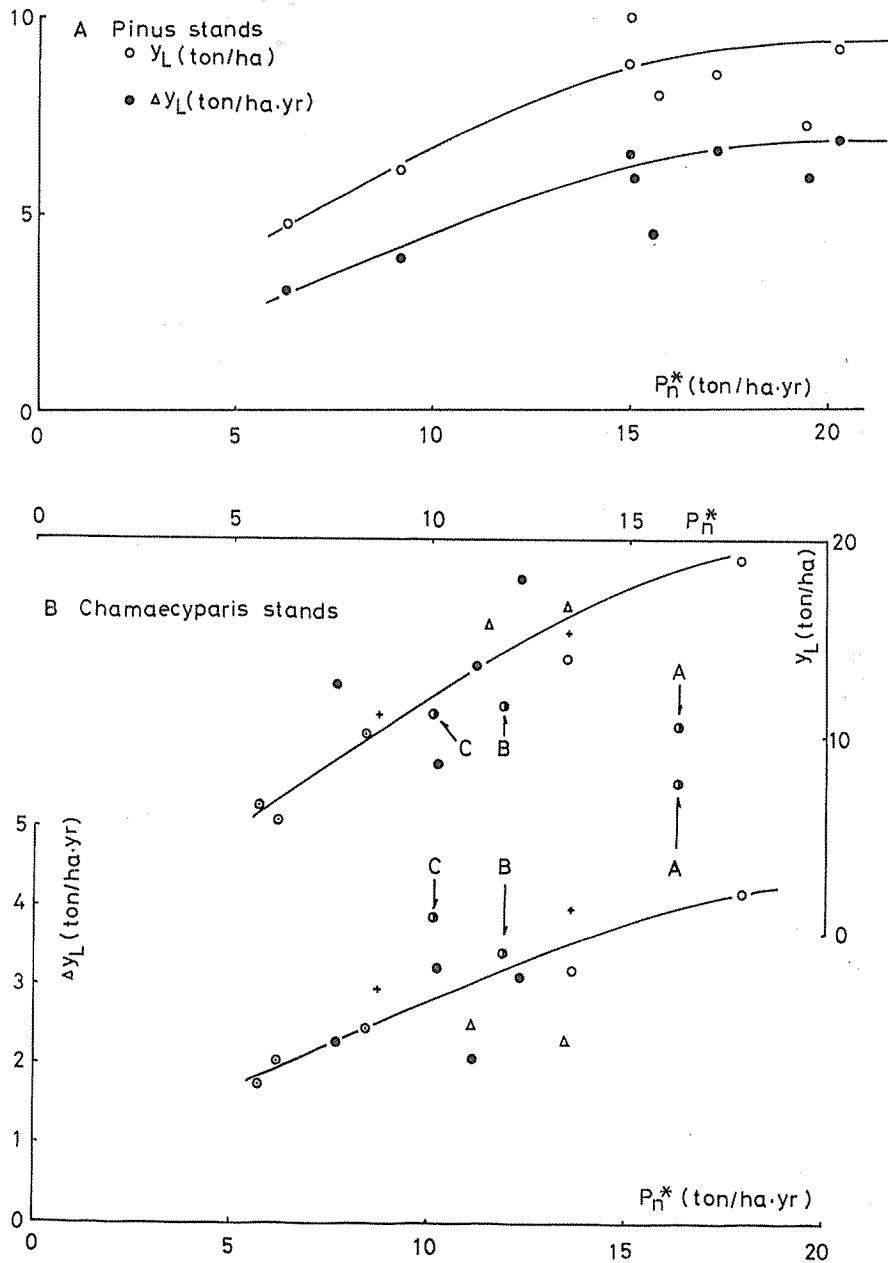 10
A Pinus stands
○ yL(ton/ha)
● ΔyL(ton/ha·yr)
5
Pn* (ton/ha·yr)
0
0 5 10 15 20
0 5 10 15 Pn*
20
yL(ton/ha)
B Chamaecyparis stands
A
C B
10
5
ΔyL(ton/ha·yr)
4
C B A
0
3
2
1
Pn* (ton/ha·yr)
0
0 5 10 15 20